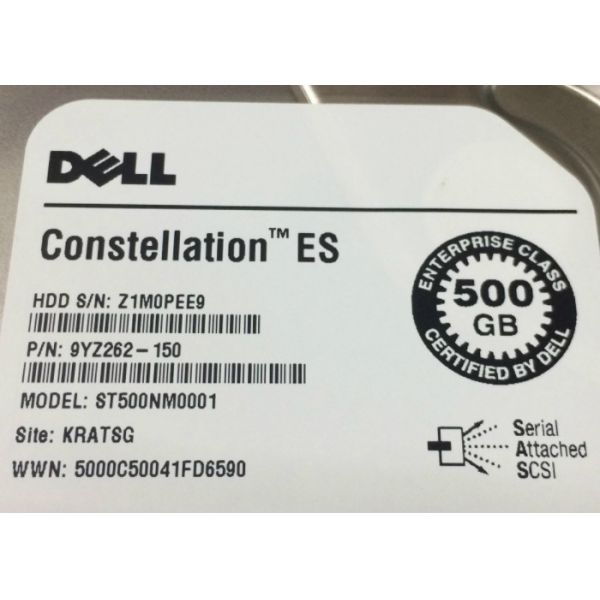 DELL
Constellation™ ES
HDD S/N: Z1M0PEE9
P/N: 9YZ262-150
MODEL: ST500NM0001
Site: KRATSG
WWN: 5000C50041FD6590
ENTERPRISE CLASS
500
GB
CERTIFIED BY DELL
Serial
Attached
SCSI